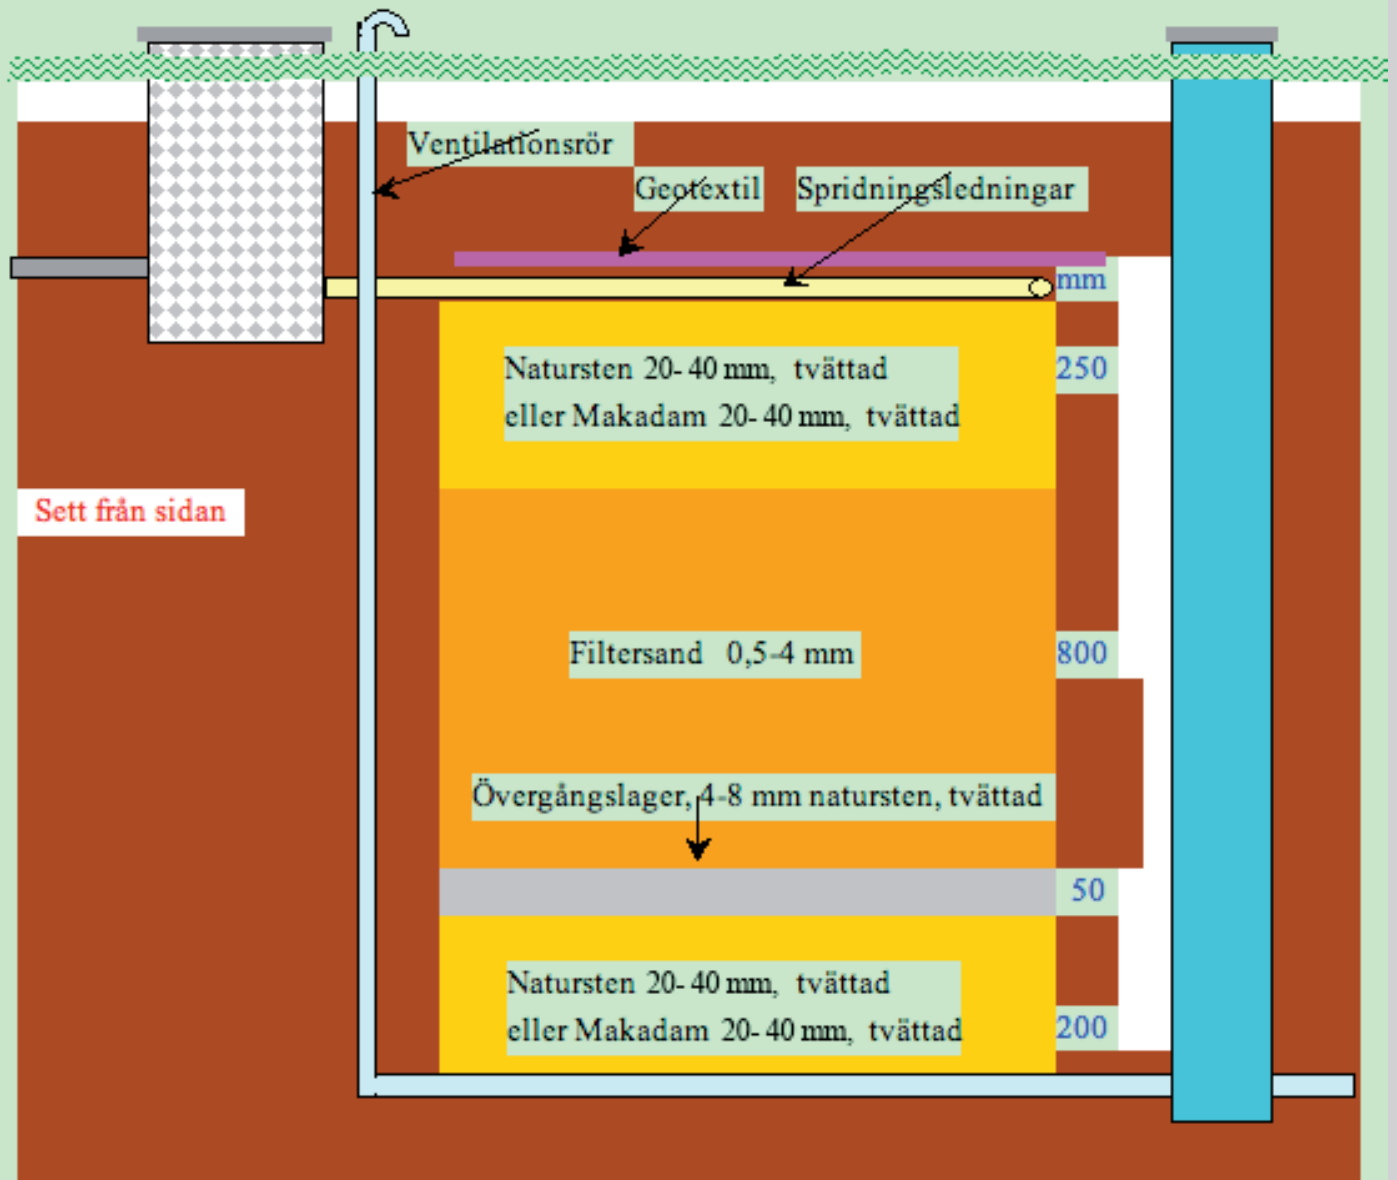 Ventilationsrör
Geotextil
Spridningsledningar
mm
Natursten 20-40 mm, tvättad
250
eller Makadam 20-40 mm, tvättad
Sett från sidan
Filtersand 0,5-4 mm
800
Övergångslager, 4-8 mm natursten, tvättad
50
Natursten 20-40 mm, tvättad
eller Makadam 20-40 mm, tvättad
200